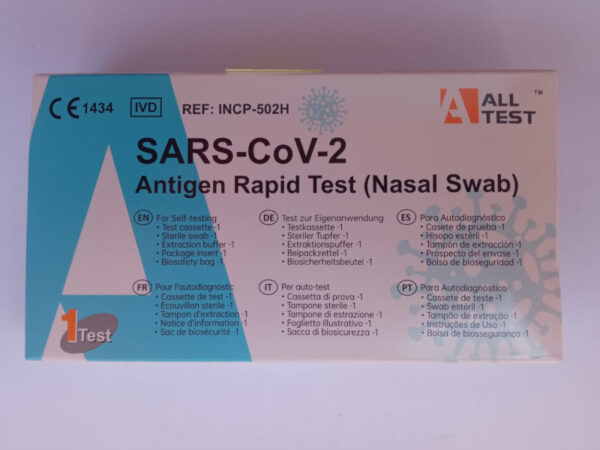 CE 1434 IVD REF: INCP-502H
ALL TEST ™
SARS-CoV-2
Antigen Rapid Test (Nasal Swab)
EN For Self-testing
• Test cassette -1
• Sterile swab -1
• Extraction buffer -1
• Package insert -1
• Biosafety bag -1
DE Test zur Eigenanwendung
• Testkassette -1
• Steriler Tupfer -1
• Extraktionspuffer -1
• Beipackzettel -1
• Biosicherheitsbeutel -1
ES Para Autodiagnóstico
• Casete de prueba -1
• Hisopo estéril -1
• Tampón de extracción -1
• Prospecto del envase -1
• Bolsa de bioseguridad -1
FR Pour l'autodiagnostic
• Cassette de test -1
• Ecouvillon sterile -1
• Tampon d'extraction -1
• Notice d'information -1
• Sac de biosécurité -1
IT Per auto-test
• Cassetta di prova -1
• Tampone sterile -1
• Tampone di estrazione -1
• Foglietto illustrativo -1
• Sacca di biosicurezza -1
PT Para Autodiagnóstico
• Cassete de teste -1
• Swab estéril -1
• Tampão de extração -1
• Instruções de Uso -1
• Bolsa de biossegurança -1
1 Test